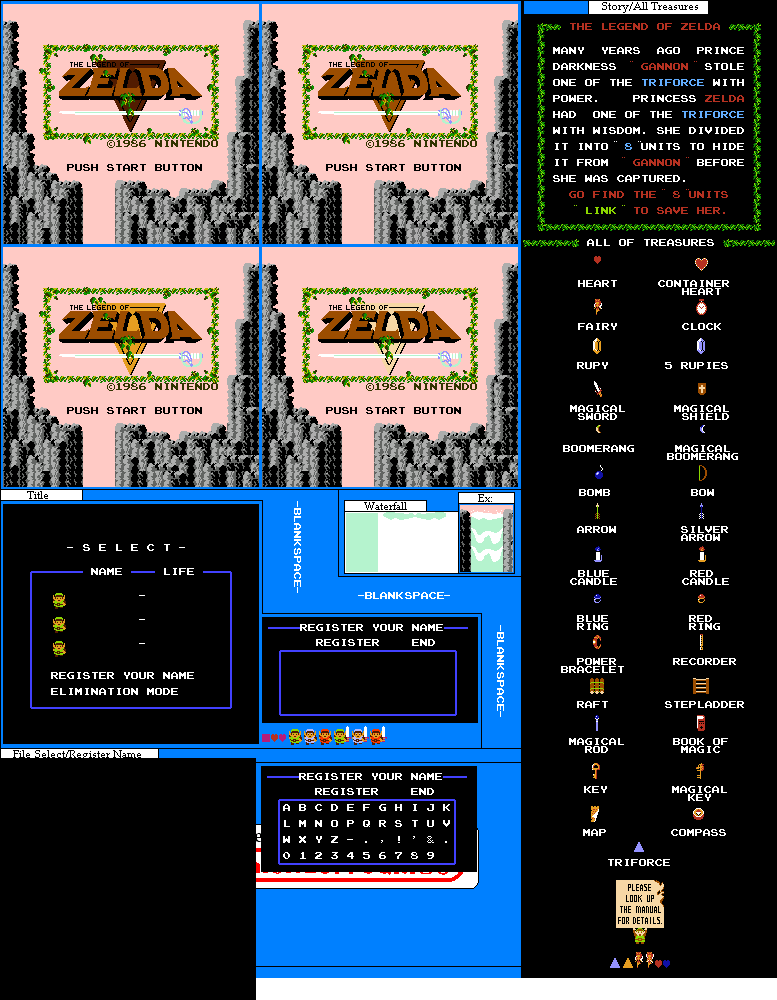 THE LEGEND OF
ZELDA
©1986 NINTENDO
PUSH START BUTTON
THE LEGEND OF
ZELDA
©1986 NINTENDO
PUSH START BUTTON
THE LEGEND OF
ZELDA
©1986 NINTENDO
PUSH START BUTTON
THE LEGEND OF
ZELDA
©1986 NINTENDO
PUSH START BUTTON
Title
- S E L E C T -
NAME LIFE
-
-
-
REGISTER YOUR NAME
ELIMINATION MODE
File Select/Register Name
-BLANKSPACE-
Waterfall
Ex:
-BLANKSPACE-
-BLANKSPACE-
REGISTER YOUR NAME
REGISTER END
REGISTER YOUR NAME
REGISTER END
A B C D E F G H I J K
L M N O P Q R S T U V
W X Y Z - . , ! ' & .
0 1 2 3 4 5 6 7 8 9
Story/All Treasures
THE LEGEND OF ZELDA
MANY YEARS AGO PRINCE
DARKNESS " GANNON " STOLE
ONE OF THE TRIFORCE WITH
POWER. PRINCESS ZELDA
HAD ONE OF THE TRIFORCE
WITH WISDOM. SHE DIVIDED
IT INTO " 8 "UNITS TO HIDE
IT FROM " GANNON " BEFORE
SHE WAS CAPTURED.
GO FIND THE " 8 "UNITS
" LINK " TO SAVE HER.
ALL OF TREASURES
HEART
CONTAINER
HEART
FAIRY
CLOCK
RUPY
5 RUPIES
MAGICAL
SWORD
MAGICAL
SHIELD
BOOMERANG
MAGICAL
BOOMERANG
BOMB
BOW
ARROW
SILVER
ARROW
BLUE
CANDLE
RED
CANDLE
BLUE
RING
RED
RING
POWER
BRACELET
RECORDER
RAFT
STEPLADDER
MAGICAL
ROD
BOOK OF
MAGIC
KEY
MAGICAL
KEY
MAP
COMPASS
TRIFORCE
PLEASE
LOOK UP
THE MANUAL
FOR DETAILS.